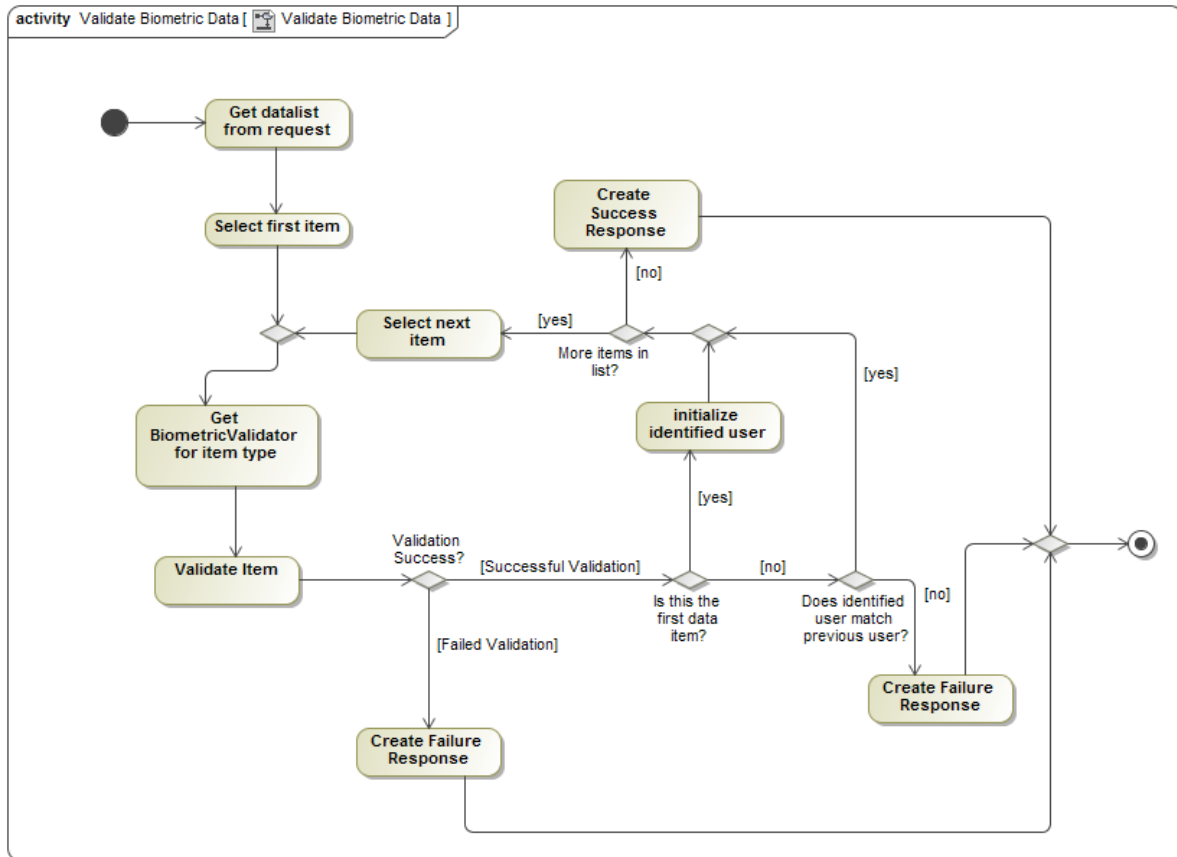 activity Validate Biometric Data [ Validate Biometric Data ]
Get datalist
from request
Select first item
Create
Success
Response
[no]
Select next
item
[yes]
More items in
list?
[yes]
Get
BiometricValidator
for item type
initialize
identified user
[yes]
Validation
Success?
Validate Item
[Successful Validation]
[no]
[no]
Is this the
first data
item?
Does identified
user match
previous user?
[Failed Validation]
Create Failure
Response
Create Failure
Response